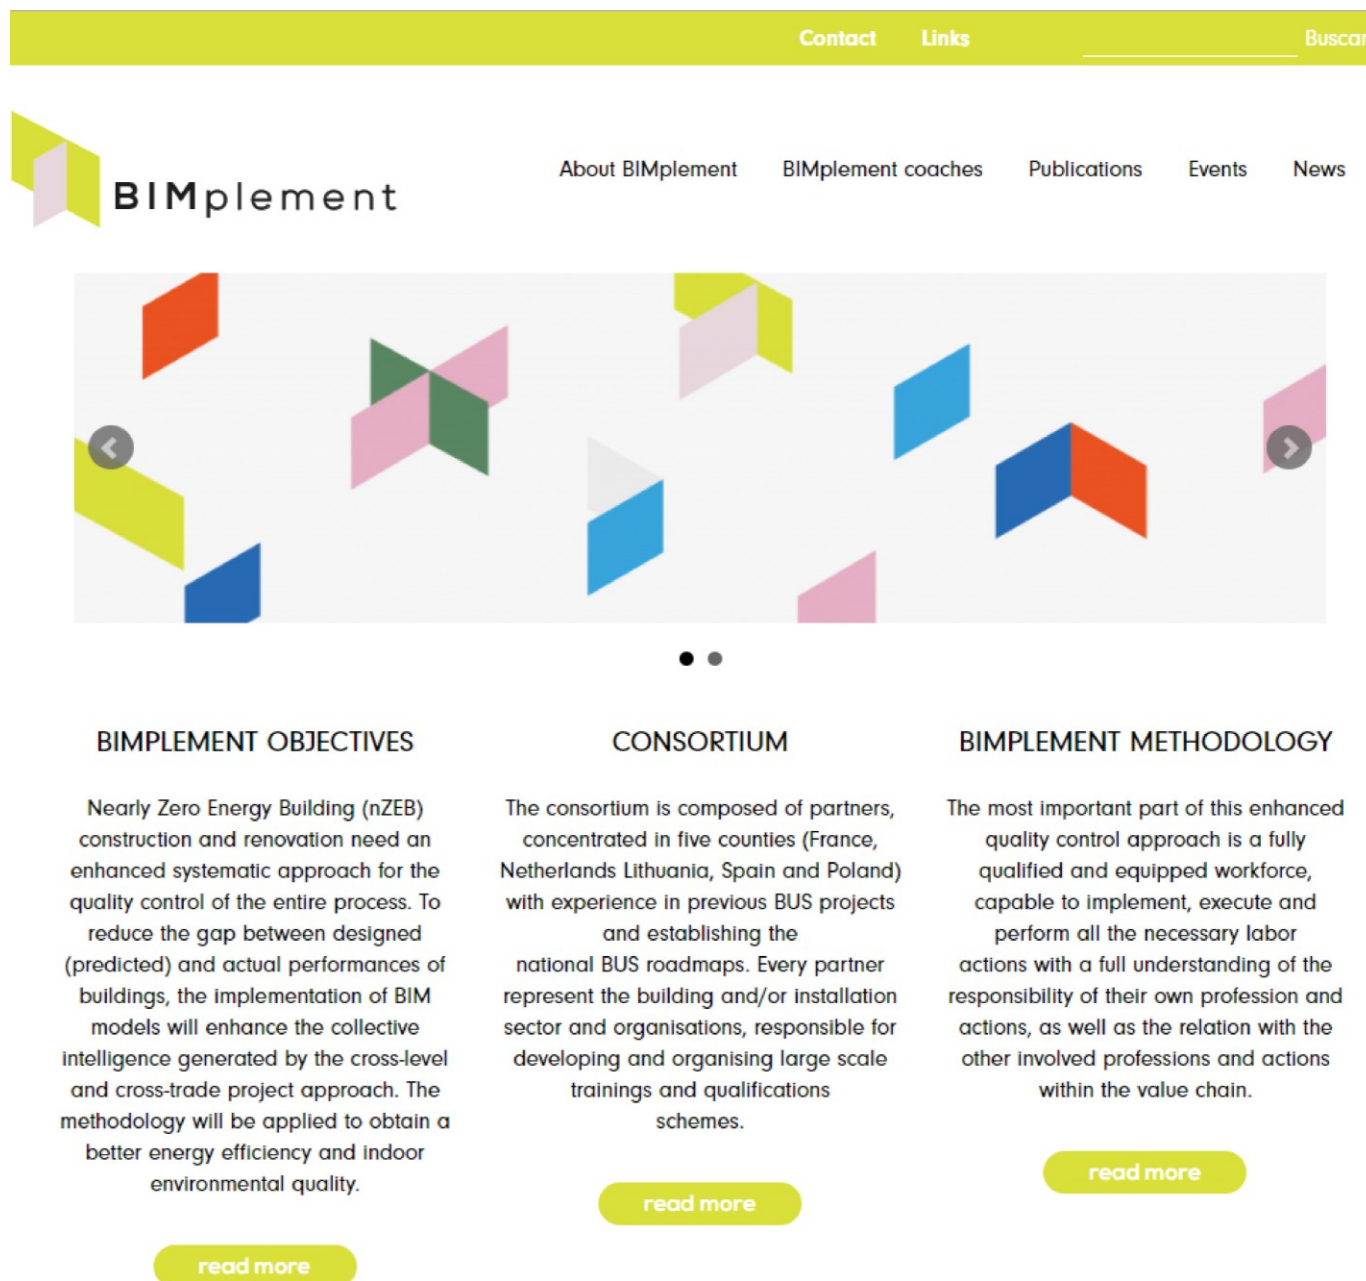 Contact Links Buscar
BIMplement
About BIMplement BIMplement coaches Publications Events News
BIMPLEMENT OBJECTIVES
Nearly Zero Energy Building (nZEB)
construction and renovation need an
enhanced systematic approach for the
quality control of the entire process. To
reduce the gap between designed
(predicted) and actual performances of
buildings, the implementation of BIM
models will enhance the collective
intelligence generated by the cross-level
and cross-trade project approach. The
methodology will be applied to obtain a
better energy efficiency and indoor
environmental quality.
read more
CONSORTIUM
The consortium is composed of partners,
concentrated in five counties (France,
Netherlands Lithuania, Spain and Poland)
with experience in previous BUS projects
and establishing the
national BUS roadmaps. Every partner
represent the building and/or installation
sector and organisations, responsible for
developing and organising large scale
trainings and qualifications
schemes.
read more
BIMPLEMENT METHODOLOGY
The most important part of this enhanced
quality control approach is a fully
qualified and equipped workforce,
capable to implement, execute and
perform all the necessary labor
actions with a full understanding of the
responsibility of their own profession and
actions, as well as the relation with the
other involved professions and actions
within the value chain.
read more